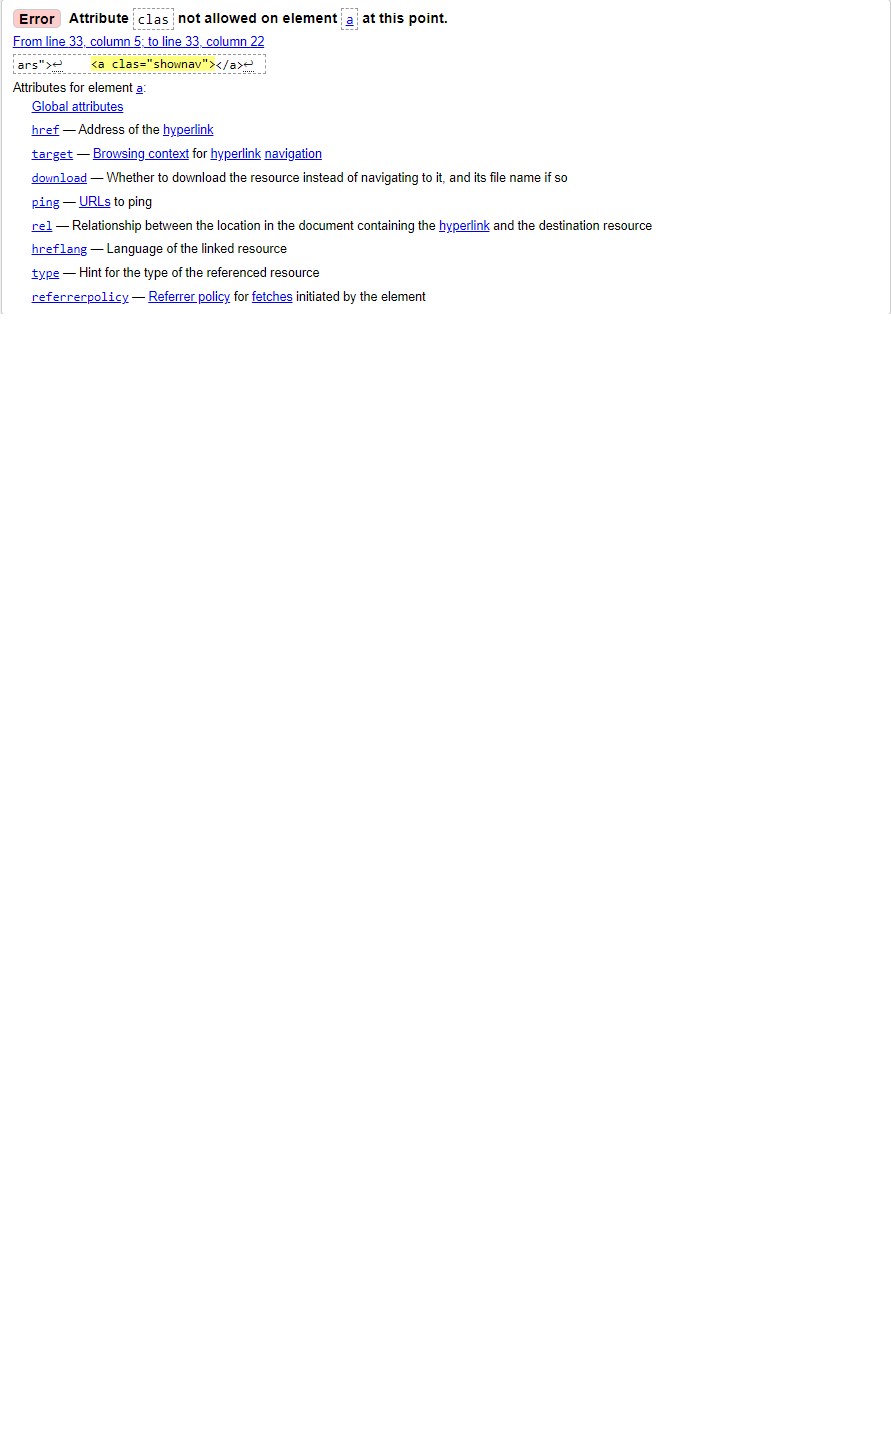 Error Attribute clas not allowed on element a at this point.
From line 33, column 5; to line 33, column 22
ars">↩ <a clas="shownav"></a>↩
Attributes for element a:
Global attributes
href — Address of the hyperlink
target — Browsing context for hyperlink navigation
download — Whether to download the resource instead of navigating to it, and its file name if so
ping — URLs to ping
rel — Relationship between the location in the document containing the hyperlink and the destination resource
hreflang — Language of the linked resource
type — Hint for the type of the referenced resource
referrerpolicy — Referrer policy for fetches initiated by the element